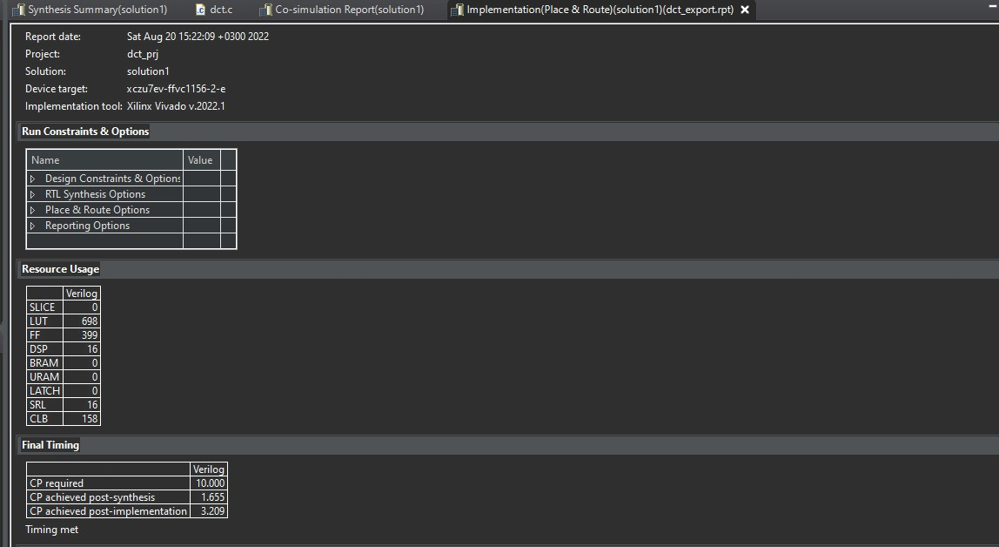 Synthesis Summary(solution1) dct.c Co-simulation Report(solution1) Implementation(Place & Route)(solution1)(dct_export.rpt)
Report date: Sat Aug 20 15:22:09 +0300 2022
Project: dct_prj
Solution: solution1
Device target: xczu7ev-ffvc1156-2-e
Implementation tool: Xilinx Vivado v.2022.1
Run Constraints & Options
Name Value
Design Constraints & Options
RTL Synthesis Options
Place & Route Options
Reporting Options
Resource Usage
Verilog
SLICE 0
LUT 698
FF 399
DSP 16
BRAM 0
URAM 0
LATCH 0
SRL 16
CLB 158
Final Timing
Verilog
CP required 10.000
CP achieved post-synthesis 1.655
CP achieved post-implementation 3.209
Timing met